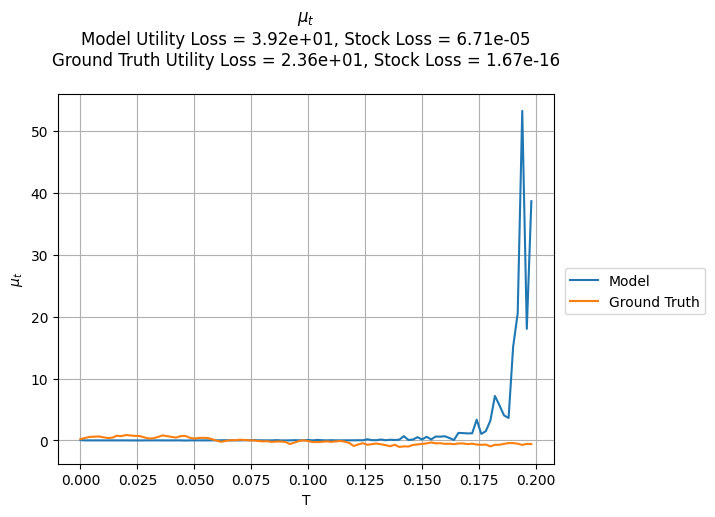 μ_t
Model Utility Loss = 3.92e+01, Stock Loss = 6.71e-05
Ground Truth Utility Loss = 2.36e+01, Stock Loss = 1.67e-16
50
40
30
20
10
0
μ_t
0.000 0.025 0.050 0.075 0.100 0.125 0.150 0.175 0.200
T
Model
Ground Truth